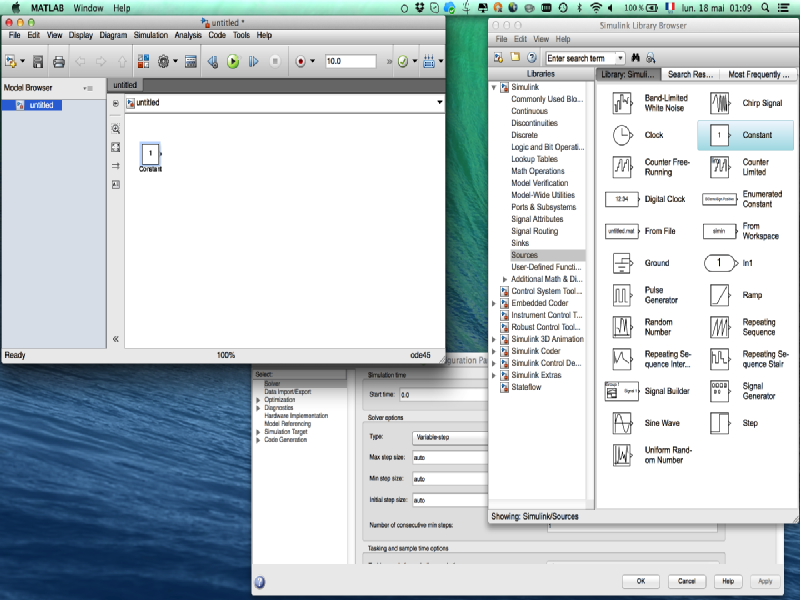 MATLAB Window Help
100% lun. 18 mai 01:09
untitled *
File Edit View Display Diagram Simulation Analysis Code Tools Help
10.0
Model Browser
untitled
untitled
untitled
1
Constant
Ready 100% ode45
Simulink Library Browser
File Edit View Help
Enter search term
Libraries
Library: Simuli... Search Res... Most Frequently ...
Simulink
Commonly Used Blo...
Continuous
Discontinuities
Discrete
Logic and Bit Operati...
Lookup Tables
Math Operations
Model Verification
Model-Wide Utilities
Ports & Subsystems
Signal Attributes
Signal Routing
Sinks
Sources
User-Defined Functi...
Additional Math & Di...
Control System Tool...
Embedded Coder
Instrument Control T...
Robust Control Tool...
Simulink 3D Animation
Simulink Coder
Simulink Control De...
Simulink Extras
Stateflow
Band-Limited
White Noise
Chirp Signal
Clock
1
Constant
Counter Free-
Running
Counter
Limited
12:34
Digital Clock
Enumerated
Constant
untitled.mat
From File
simin
From
Workspace
Ground
1
In1
Pulse
Generator
Ramp
Random
Number
Repeating
Sequence
Repeating Se-
quence Inter...
Repeating Se-
quence Stair
Signal Builder
Signal
Generator
Sine Wave
Step
Uniform Rand-
om Number
Showing: Simulink/Sources
Select:
Solver
Data Import/Export
Optimization
Diagnostics
Hardware Implementation
Model Referencing
Simulation Target
Code Generation
Simulation time
Start time: 0.0
Solver options
Type: Variable-step
Max step size: auto
Min step size: auto
Initial step size: auto
Number of consecutive min steps:
Tasking and sample time options
OK Cancel Help Apply